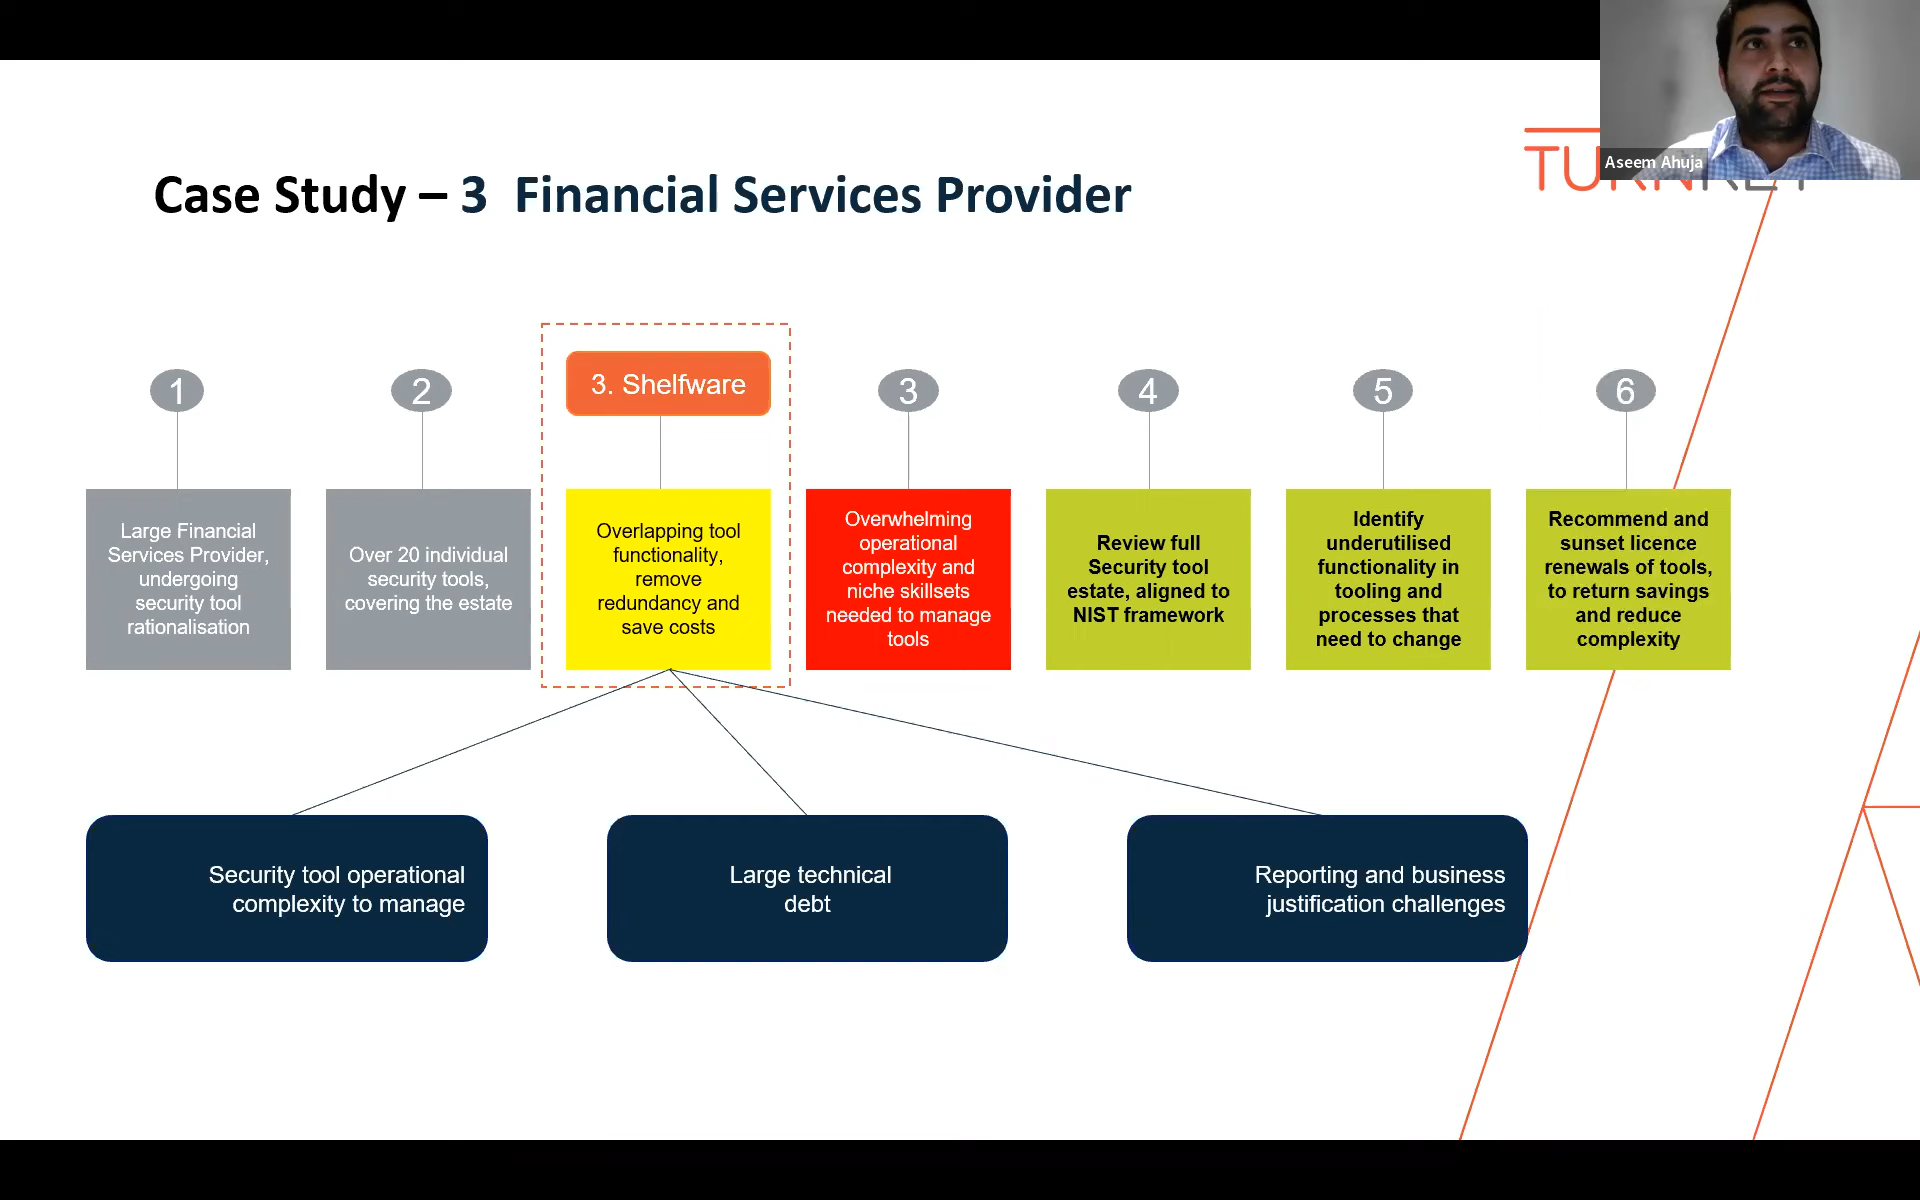 Aseem Ahuja
TURNKEY
Case Study – 3 Financial Services Provider
1
2
3. Shelfware
3
4
5
6
Large Financial
Services Provider,
undergoing
security tool
rationalisation
Over 20 individual
security tools,
covering the estate
Overlapping tool
functionality,
remove
redundancy and
save costs
Overwhelming
operational
complexity and
niche skillsets
needed to manage
tools
Review full
Security tool
estate, aligned to
NIST framework
Identify
underutilised
functionality in
tooling and
processes that
need to change
Recommend and
sunset licence
renewals of tools,
to return savings
and reduce
complexity
Security tool operational
complexity to manage
Large technical
debt
Reporting and business
justification challenges